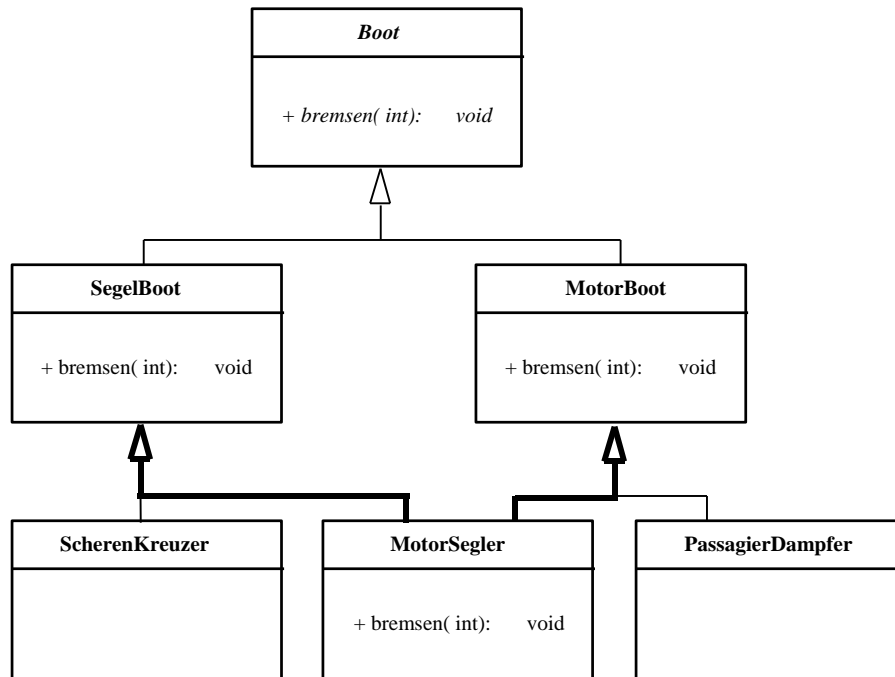 Boot
+ bremsen( int): void
SegelBoot
MotorBoot
+ bremsen( int): void
+ bremsen( int): void
ScherenKreuzer
MotorSegler
PassagierDampfer
+ bremsen( int): void